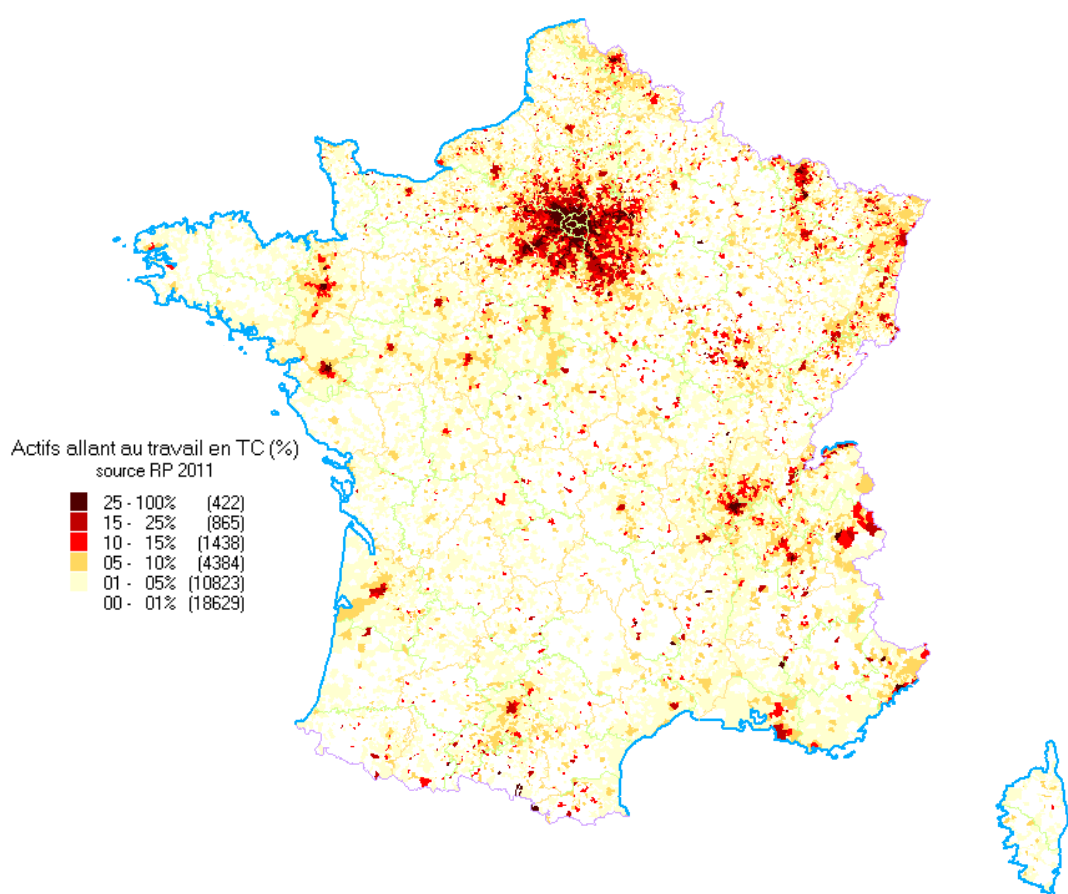 Actifs allant au travail en TC (%)
source RP 2011
25 - 100% (422)
15 - 25% (865)
10 - 15% (1438)
05 - 10% (4384)
01 - 05% (10823)
00 - 01% (18629)